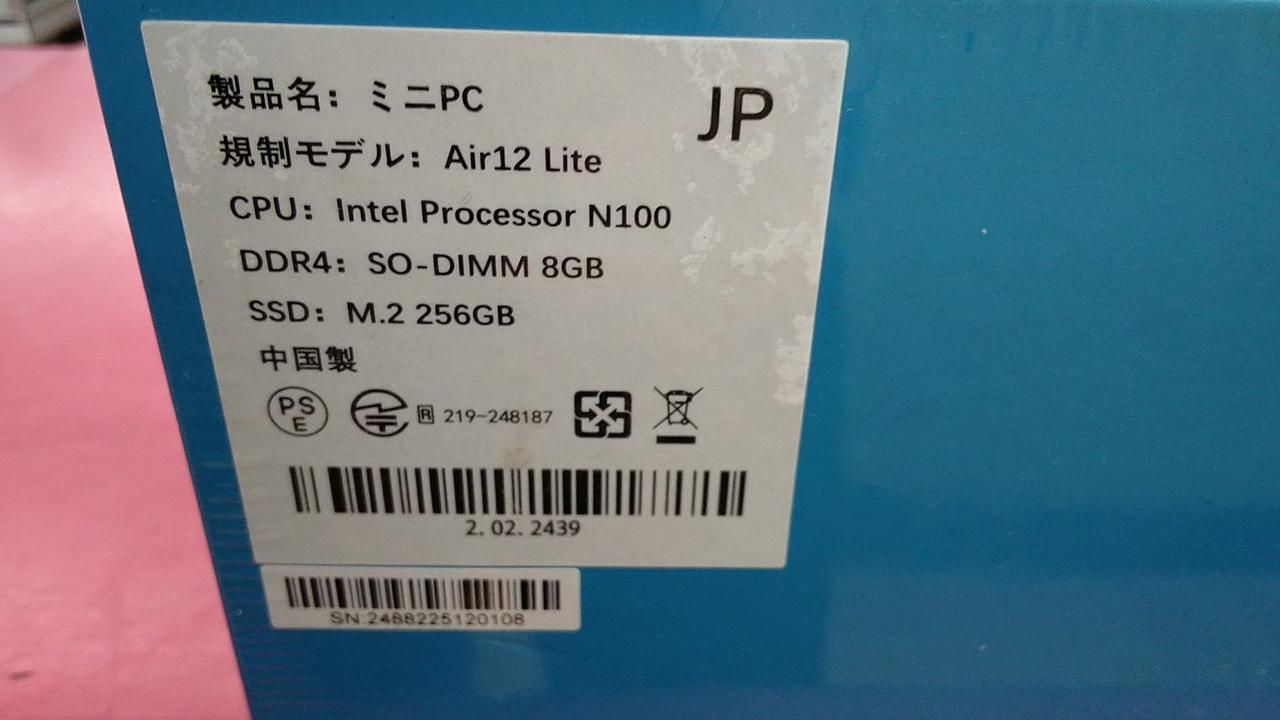 製品名：ミニPC
JP
規制モデル：Air12 Lite
CPU：Intel Processor N100
DDR4：SO-DIMM 8GB
SSD：M.2 256GB
中国製
PSE
R 219-248187
2. 02. 2439
SN:2488225120108